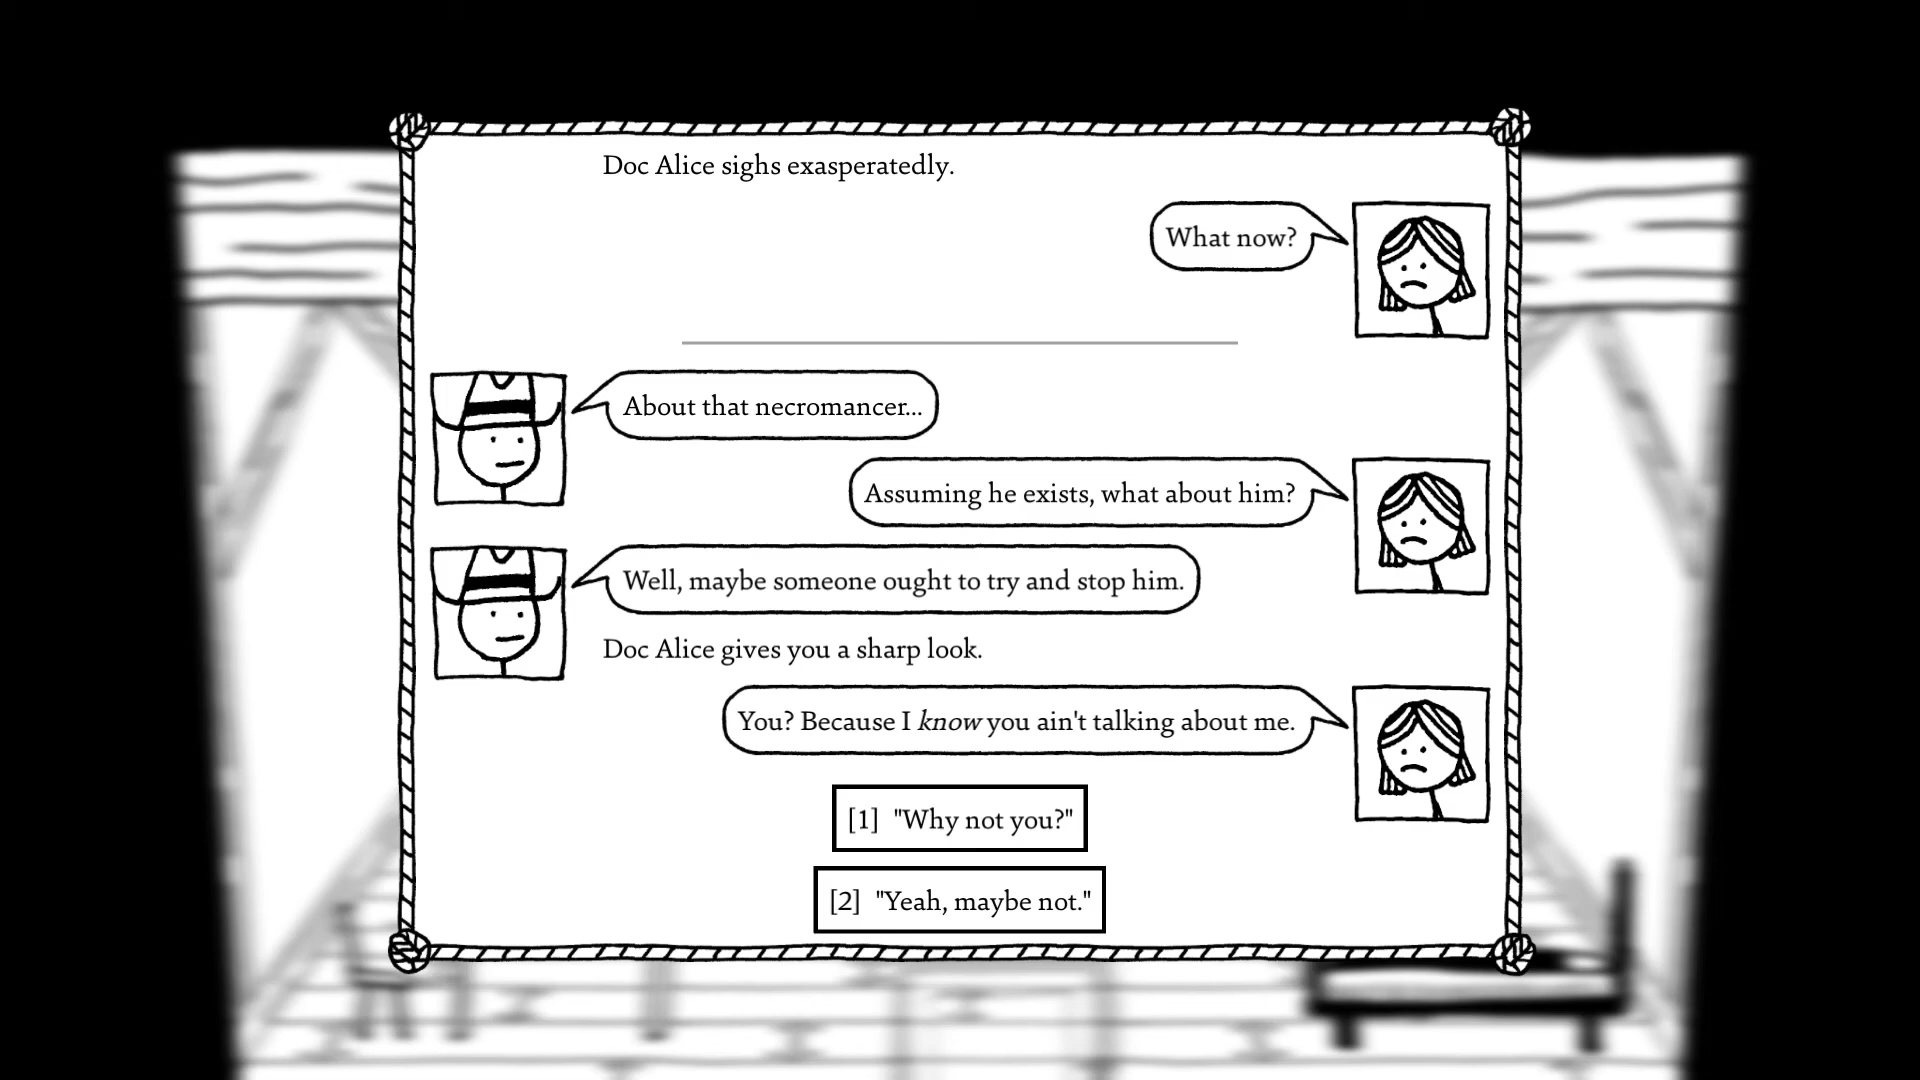 Doc Alice sighs exasperatedly.
What now?
About that necromancer...
Assuming he exists, what about him?
Well, maybe someone ought to try and stop him.
Doc Alice gives you a sharp look.
You? Because I know you ain't talking about me.
[1] "Why not you?"
[2] "Yeah, maybe not."